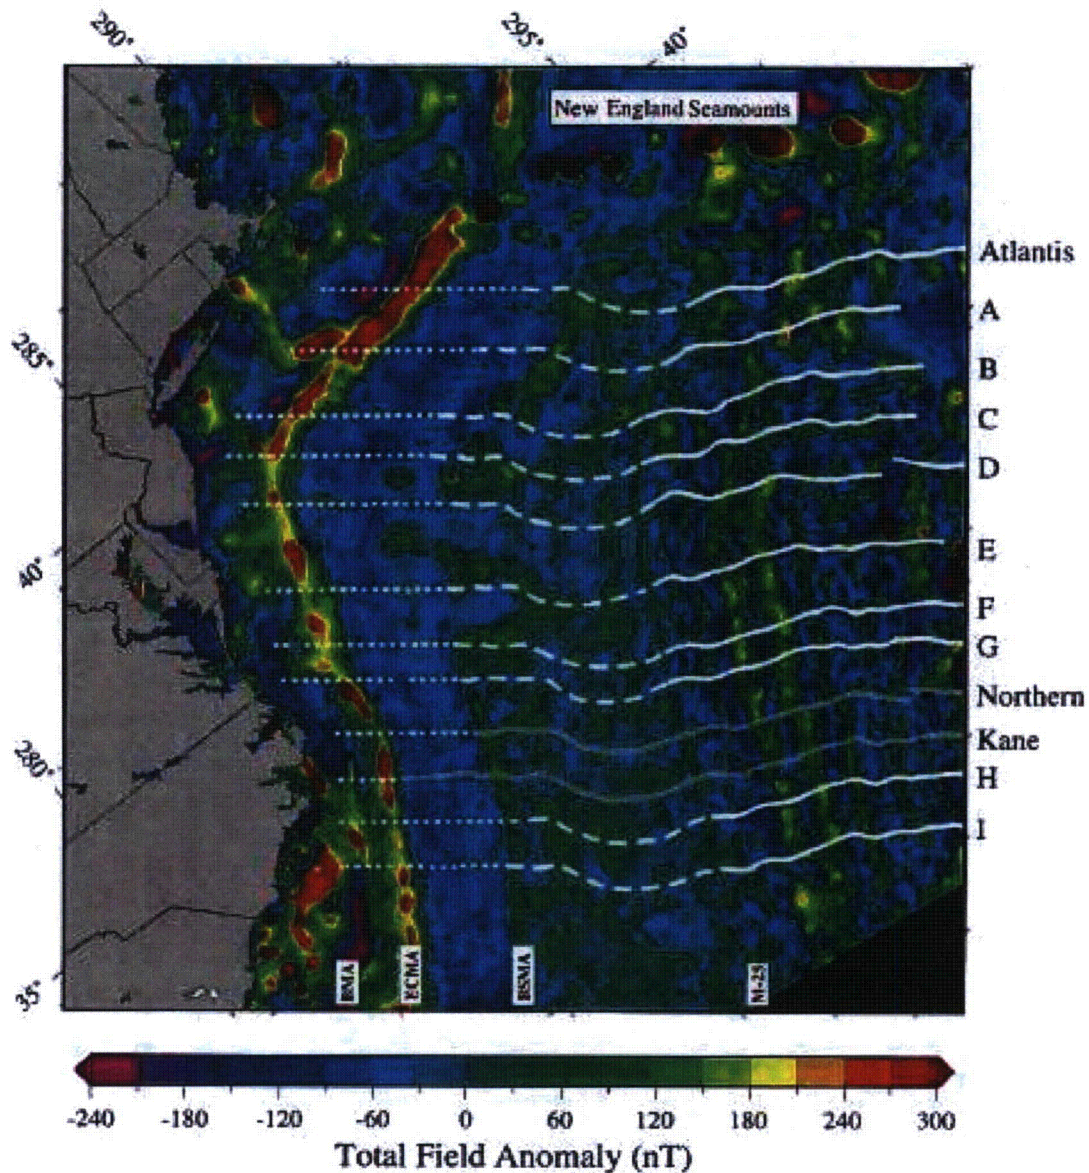 290°
295°
40°
New England Seamounts
Atlantis
A
B
285°
C
D
E
40°
F
G
Northern
280°
Kane
H
I
BMA
ECMA
BSMA
M-25
35°
-240 -180 -120 -60 0 60 120 180 240 300
Total Field Anomaly (nT)